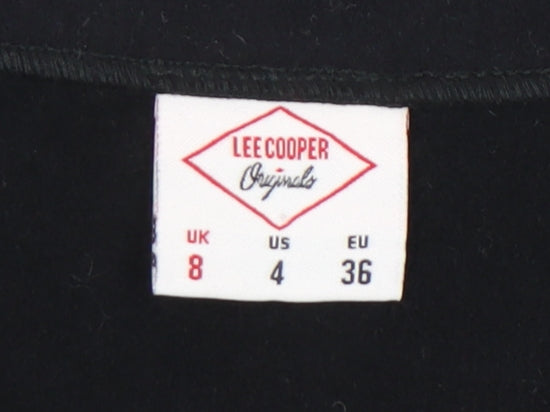 LEE COOPER
Originals
UK US EU
8 4 36